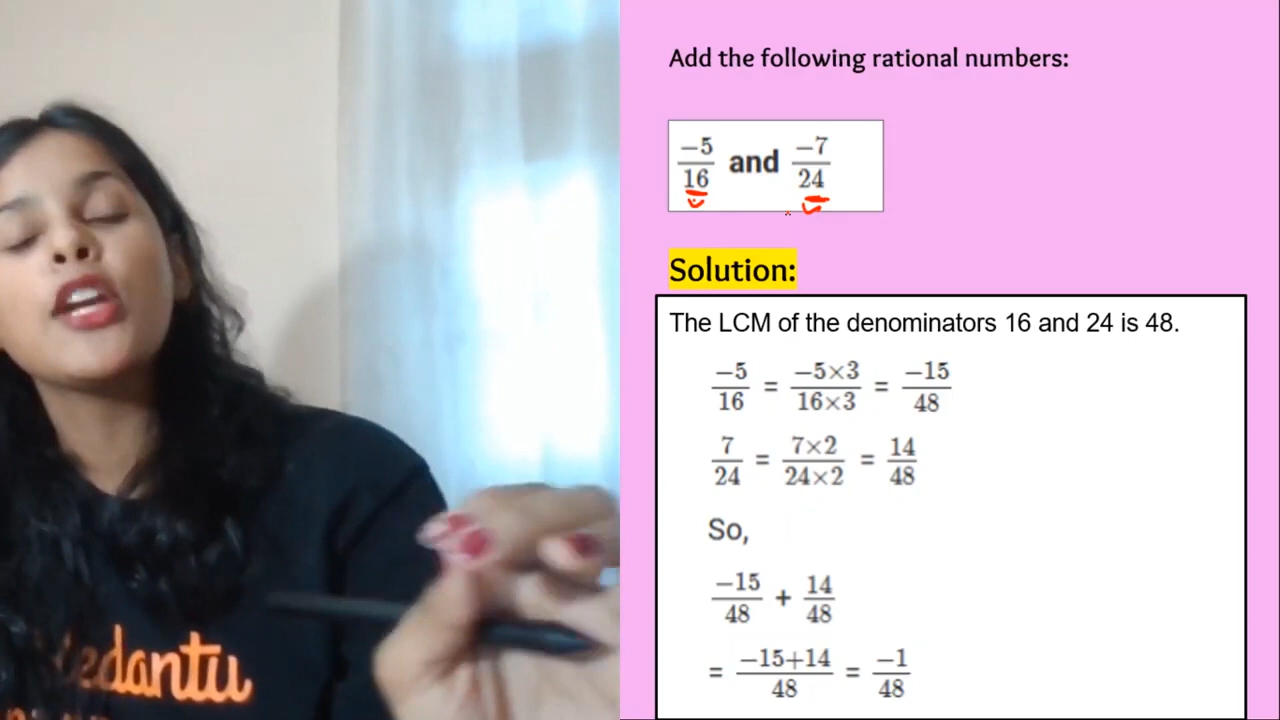 Add the following rational numbers:
−5/16 and −7/24
Solution:
The LCM of the denominators 16 and 24 is 48.
−5/16 = −5×3/16×3 = −15/48
7/24 = 7×2/24×2 = 14/48
So,
−15/48 + 14/48
= −15+14/48 = −1/48